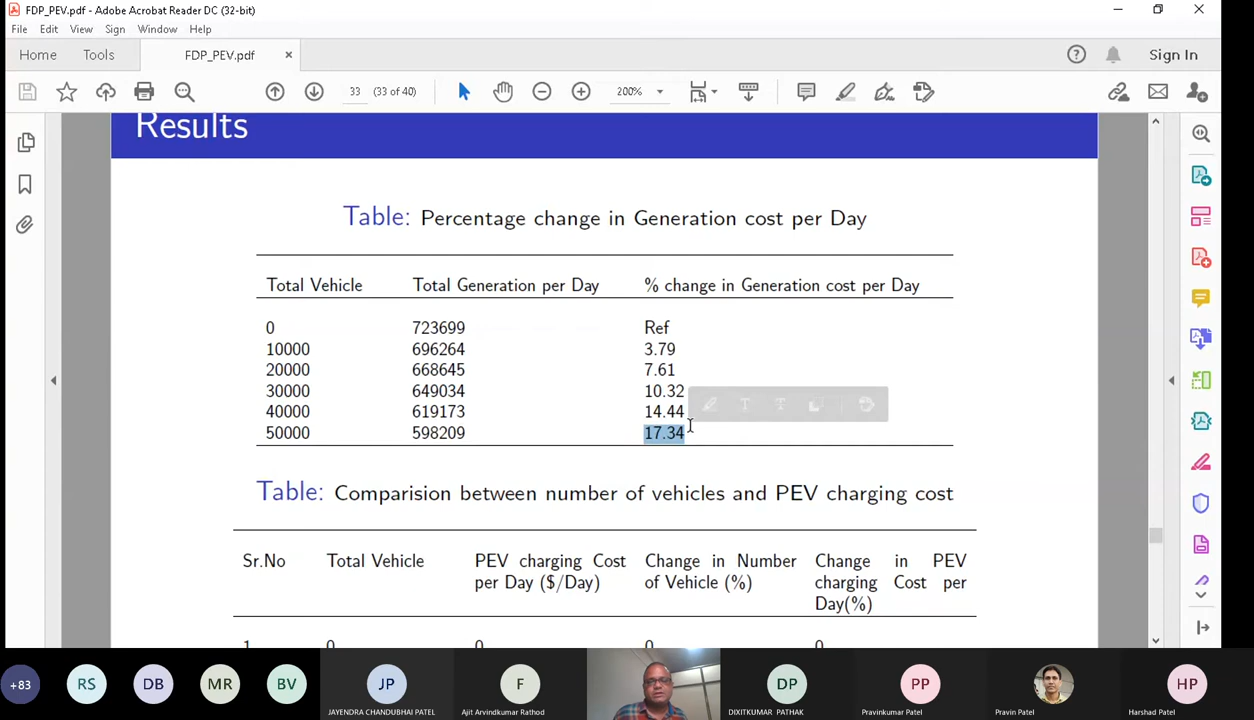 FDP_PEV.pdf - Adobe Acrobat Reader DC (32-bit)
File Edit View Sign Window Help
Home Tools FDP_PEV.pdf × Sign In
33 (33 of 40) 200%
Results
Table: Percentage change in Generation cost per Day
Total Vehicle Total Generation per Day % change in Generation cost per Day
0 723699 Ref
10000 696264 3.79
20000 668645 7.61
30000 649034 10.32
40000 619173 14.44
50000 598209 17.34
Table: Comparision between number of vehicles and PEV charging cost
Sr.No Total Vehicle PEV charging Cost Change in Number Change in PEV
per Day ($/Day) of Vehicle (%) charging Cost per
Day(%)
1 0 0 0 0
+83 RS DB MR BV JP F DP PP HP
JAYENDRA CHANDUBHAI PATEL Ajit Arvindkumar Rathod DIXITKUMAR PATHAK Pravinkumar Patel Pravin Patel Harshad Patel